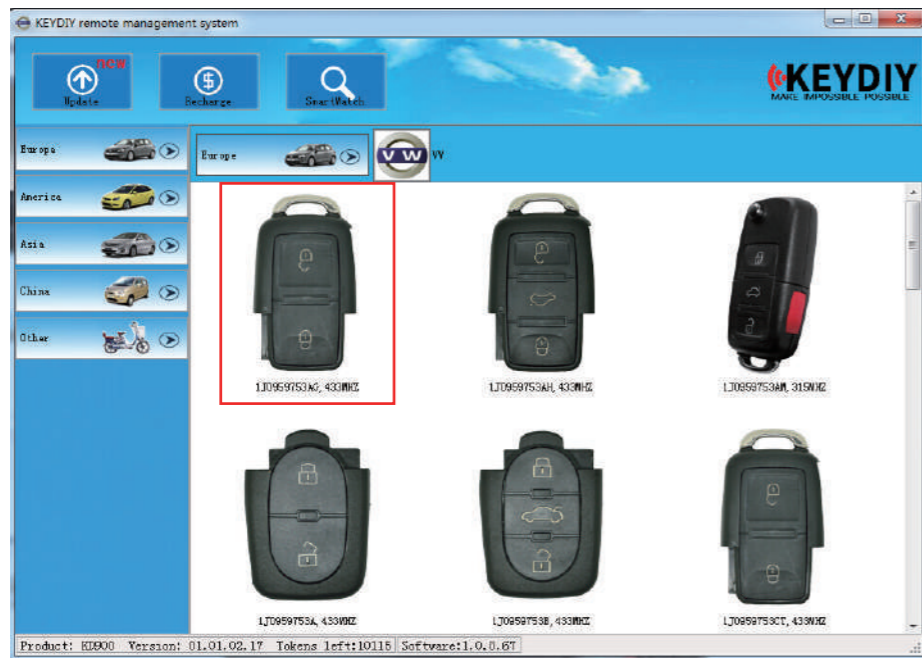 KEYDIY remote management system
new
Update
Recharge
SmartWatch
KEYDIY
MAKE IMPOSSIBLE POSSIBLE
Europe
Europe
VW
VV
America
Asia
China
Other
1J0959753AG, 433MHZ
1J0959753AH, 433MHZ
1J0959753AM, 315MHZ
1J0959753A, 433MHZ
1J0959753B, 433MHZ
1J0959753CT, 433MHZ
Product: KD900 Version: 01.01.02.17 Tokens left:10115 Software:1.0.0.67